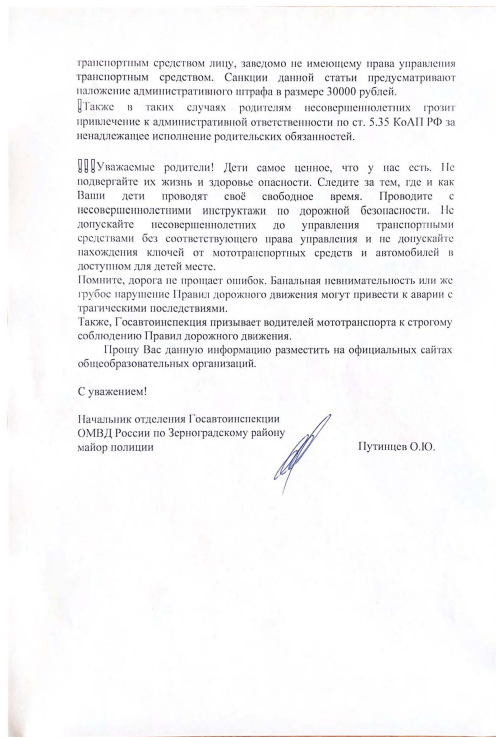 транспортным средством лицу, заведомо не имеющему права управления
транспортным средством. Санкции данной статьи предусматривают
наложение административного штрафа в размере 30000 рублей.
Также в таких случаях родителям несовершеннолетних грозит
привлечение к административной ответственности по ст. 5.35 КоАП РФ за
ненадлежащее исполнение родительских обязанностей.
Уважаемые родители! Дети самое ценное, что у нас есть. Не
подвергайте их жизнь и здоровье опасности. Следите за тем, где и как
Ваши дети проводят своё свободное время. Проводите с
несовершеннолетними инструктажи по дорожной безопасности. Не
допускайте несовершеннолетних до управления транспортными
средствами без соответствующего права управления и не допускайте
нахождения ключей от мототранспортных средств и автомобилей в
доступном для детей месте.
Помните, дорога не прощает ошибок. Банальная невнимательность или же
грубое нарушение Правил дорожного движения могут привести к аварии с
трагическими последствиями.
Также, Госавтоинспекция призывает водителей мототранспорта к строгому
соблюдению Правил дорожного движения.
Прошу Вас данную информацию разместить на официальных сайтах
общеобразовательных организаций.
С уважением!
Начальник отделения Госавтоинспекции
ОМВД России по Зерноградскому району
майор полиции Путинцев О.Ю.